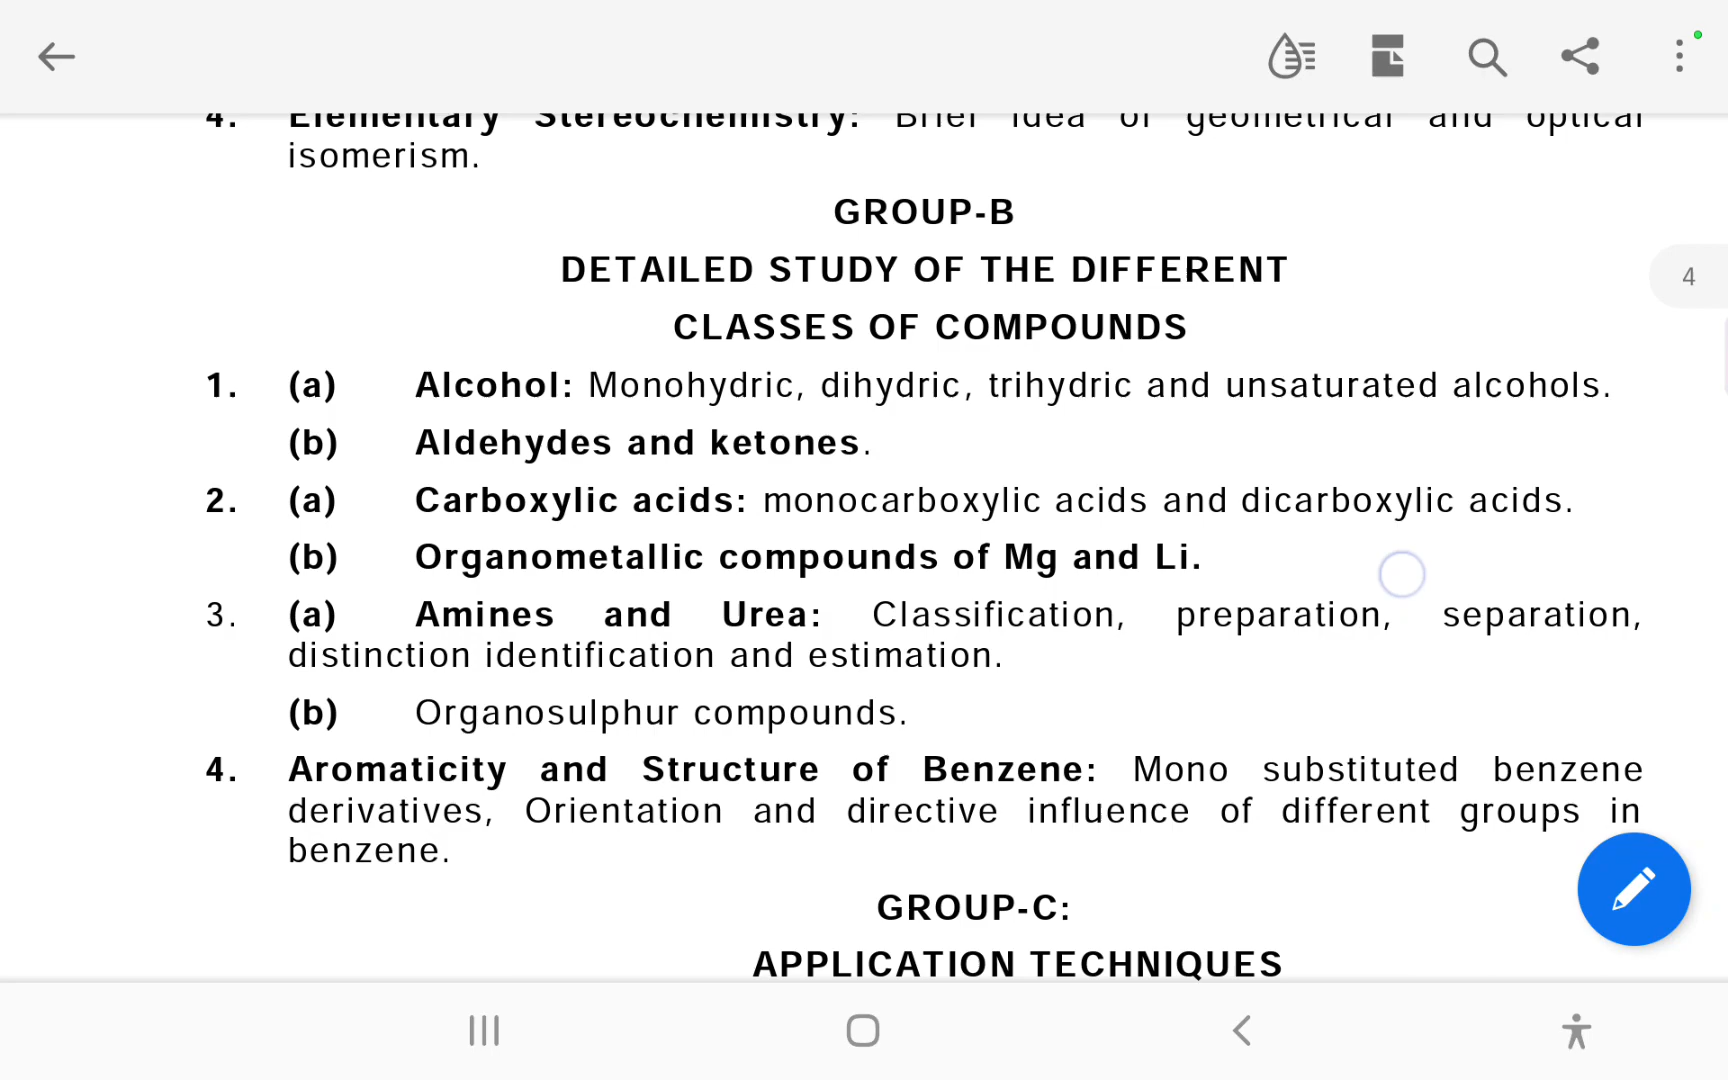 4. Elementary Stereochemistry: Brief idea of geometrical and optical
isomerism.
GROUP-B
4
DETAILED STUDY OF THE DIFFERENT
CLASSES OF COMPOUNDS
1. (a) Alcohol: Monohydric, dihydric, trihydric and unsaturated alcohols.
(b) Aldehydes and ketones.
2. (a) Carboxylic acids: monocarboxylic acids and dicarboxylic acids.
(b) Organometallic compounds of Mg and Li.
3. (a) Amines and Urea: Classification, preparation, separation,
distinction identification and estimation.
(b) Organosulphur compounds.
4. Aromaticity and Structure of Benzene: Mono substituted benzene
derivatives, Orientation and directive influence of different groups in
benzene.
GROUP-C:
APPLICATION TECHNIQUES